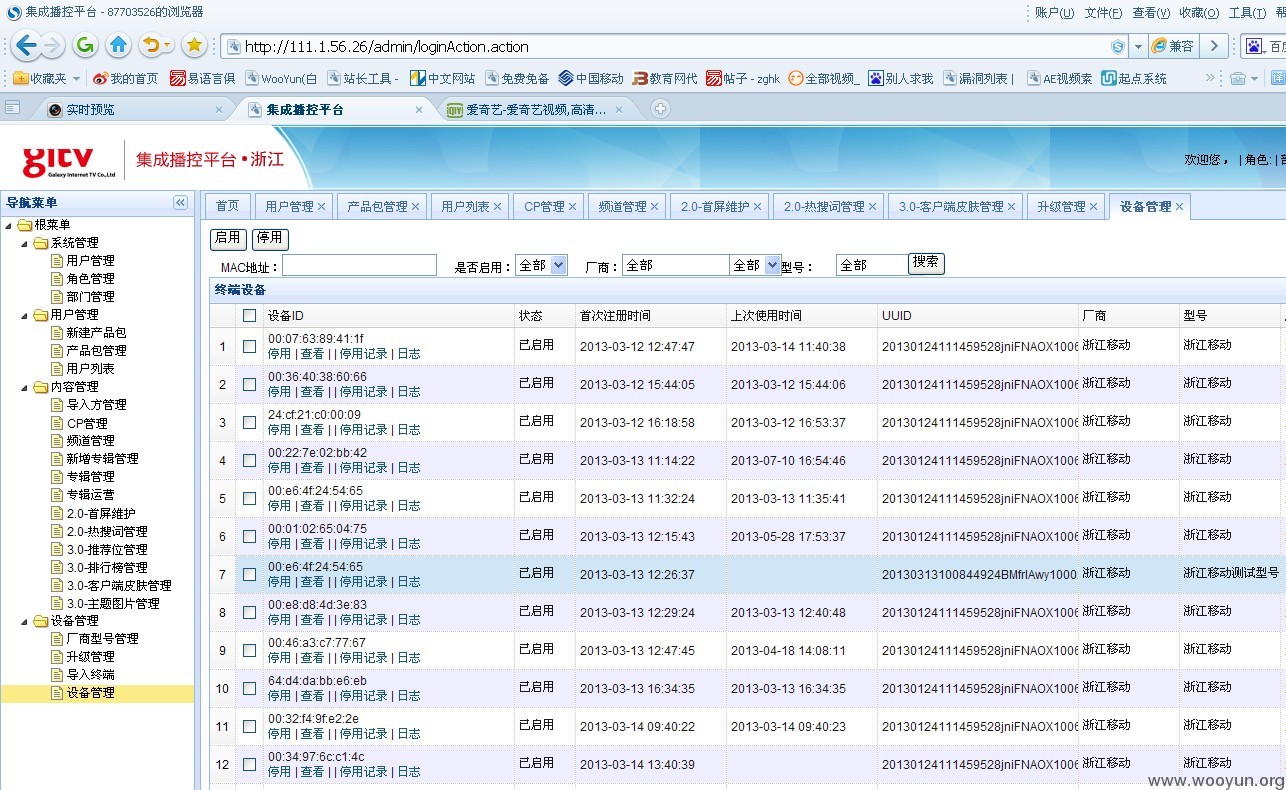 集成播控平台 - 87703526的浏览器
账户(U) 文件(F) 查看(V) 收藏(O) 工具(T)
http://111.1.56.26/admin/loginAction.action
兼容
收藏夹 我的首页 易语言俱 WooYun(白 站长工具 - 中文网站 免费免备 中国移动 教育网代 帖子 - zghk 全部视频_ 别人求我 漏洞列表 | AE视频素 起点系统 »
实时预览 × 集成播控平台 × 爱奇艺-爱奇艺视频,高清... ×
gitv
Galaxy Internet TV Co.,Ltd
集成播控平台•浙江
欢迎您， | 角色: |
导航菜单
根菜单
系统管理
用户管理
角色管理
部门管理
用户管理
新建产品包
产品包管理
用户列表
内容管理
导入方管理
CP管理
频道管理
新增专辑管理
专辑管理
专辑运营
2.0-首屏维护
2.0-热搜词管理
3.0-推荐位管理
3.0-排行榜管理
3.0-客户端皮肤管理
3.0-主题图片管理
设备管理
厂商型号管理
升级管理
导入终端
设备管理
首页 用户管理 × 产品包管理 × 用户列表 × CP管理 × 频道管理 × 2.0-首屏维护 × 2.0-热搜词管理 × 3.0-客户端皮肤管理 × 升级管理 × 设备管理 ×
启用 停用
MAC地址： 是否启用： 全部 厂商： 全部 全部 型号： 全部 搜索
终端设备
设备ID 状态 首次注册时间 上次使用时间 UUID 厂商 型号
1 00:07:63:89:41:1f 已启用 2013-03-12 12:47:47 2013-03-14 11:40:38 20130124111459528jniFNAOX1006 浙江移动 浙江移动
停用 | 查看 | | 停用记录 | 日志
2 00:36:40:38:60:66 已启用 2013-03-12 15:44:05 2013-03-12 15:44:06 20130124111459528jniFNAOX1006 浙江移动 浙江移动
停用 | 查看 | | 停用记录 | 日志
3 24:cf:21:c0:00:09 已启用 2013-03-12 16:18:58 2013-03-12 16:53:37 20130124111459528jniFNAOX1006 浙江移动 浙江移动
停用 | 查看 | | 停用记录 | 日志
4 00:22:7e:02:bb:42 已启用 2013-03-13 11:14:22 2013-07-10 16:54:46 20130124111459528jniFNAOX1006 浙江移动 浙江移动
停用 | 查看 | | 停用记录 | 日志
5 00:e6:4f:24:54:65 已启用 2013-03-13 11:32:24 2013-03-13 11:35:41 20130124111459528jniFNAOX1006 浙江移动 浙江移动
停用 | 查看 | | 停用记录 | 日志
6 00:01:02:65:04:75 已启用 2013-03-13 12:15:43 2013-05-28 17:53:37 20130124111459528jniFNAOX1006 浙江移动 浙江移动
停用 | 查看 | | 停用记录 | 日志
7 00:e6:4f:24:54:65 已启用 2013-03-13 12:26:37 20130313100844924BMfrlAwy1000 浙江移动 浙江移动测试型号
停用 | 查看 | | 停用记录 | 日志
8 00:e8:d8:4d:3e:83 已启用 2013-03-13 12:29:24 2013-03-13 12:40:48 20130124111459528jniFNAOX1006 浙江移动 浙江移动
停用 | 查看 | | 停用记录 | 日志
9 00:46:a3:c7:77:67 已启用 2013-03-13 12:47:45 2013-04-18 14:08:11 20130124111459528jniFNAOX1006 浙江移动 浙江移动
停用 | 查看 | | 停用记录 | 日志
10 64:d4:da:bb:e6:eb 已启用 2013-03-13 16:34:35 2013-03-13 16:34:35 20130124111459528jniFNAOX1006 浙江移动 浙江移动
停用 | 查看 | | 停用记录 | 日志
11 00:32:f4:9f:e2:2e 已启用 2013-03-14 09:40:22 2013-03-14 09:40:23 20130124111459528jniFNAOX1006 浙江移动 浙江移动
停用 | 查看 | | 停用记录 | 日志
12 00:34:97:6c:c1:4c 已启用 2013-03-14 13:40:39 20130124111459528jniFNAOX1006 浙江移动 浙江移动
停用 | 查看 | | 停用记录 | 日志
www.wooyun.org